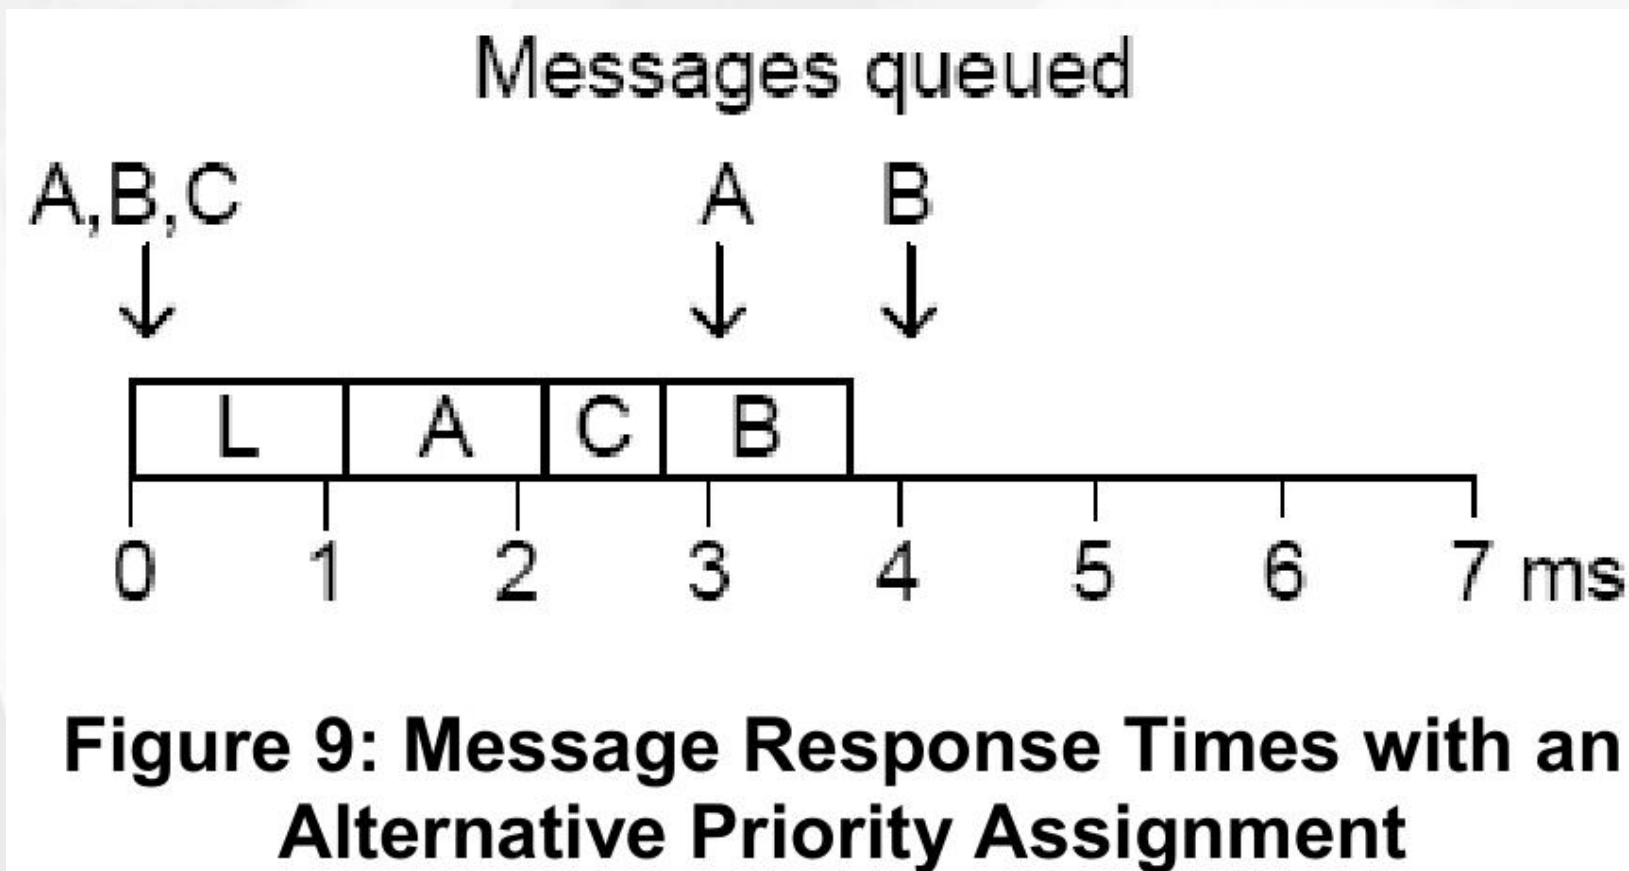 Messages queued
A,B,C A B
L A C B
0 1 2 3 4 5 6 7 ms
Figure 9: Message Response Times with an
Alternative Priority Assignment